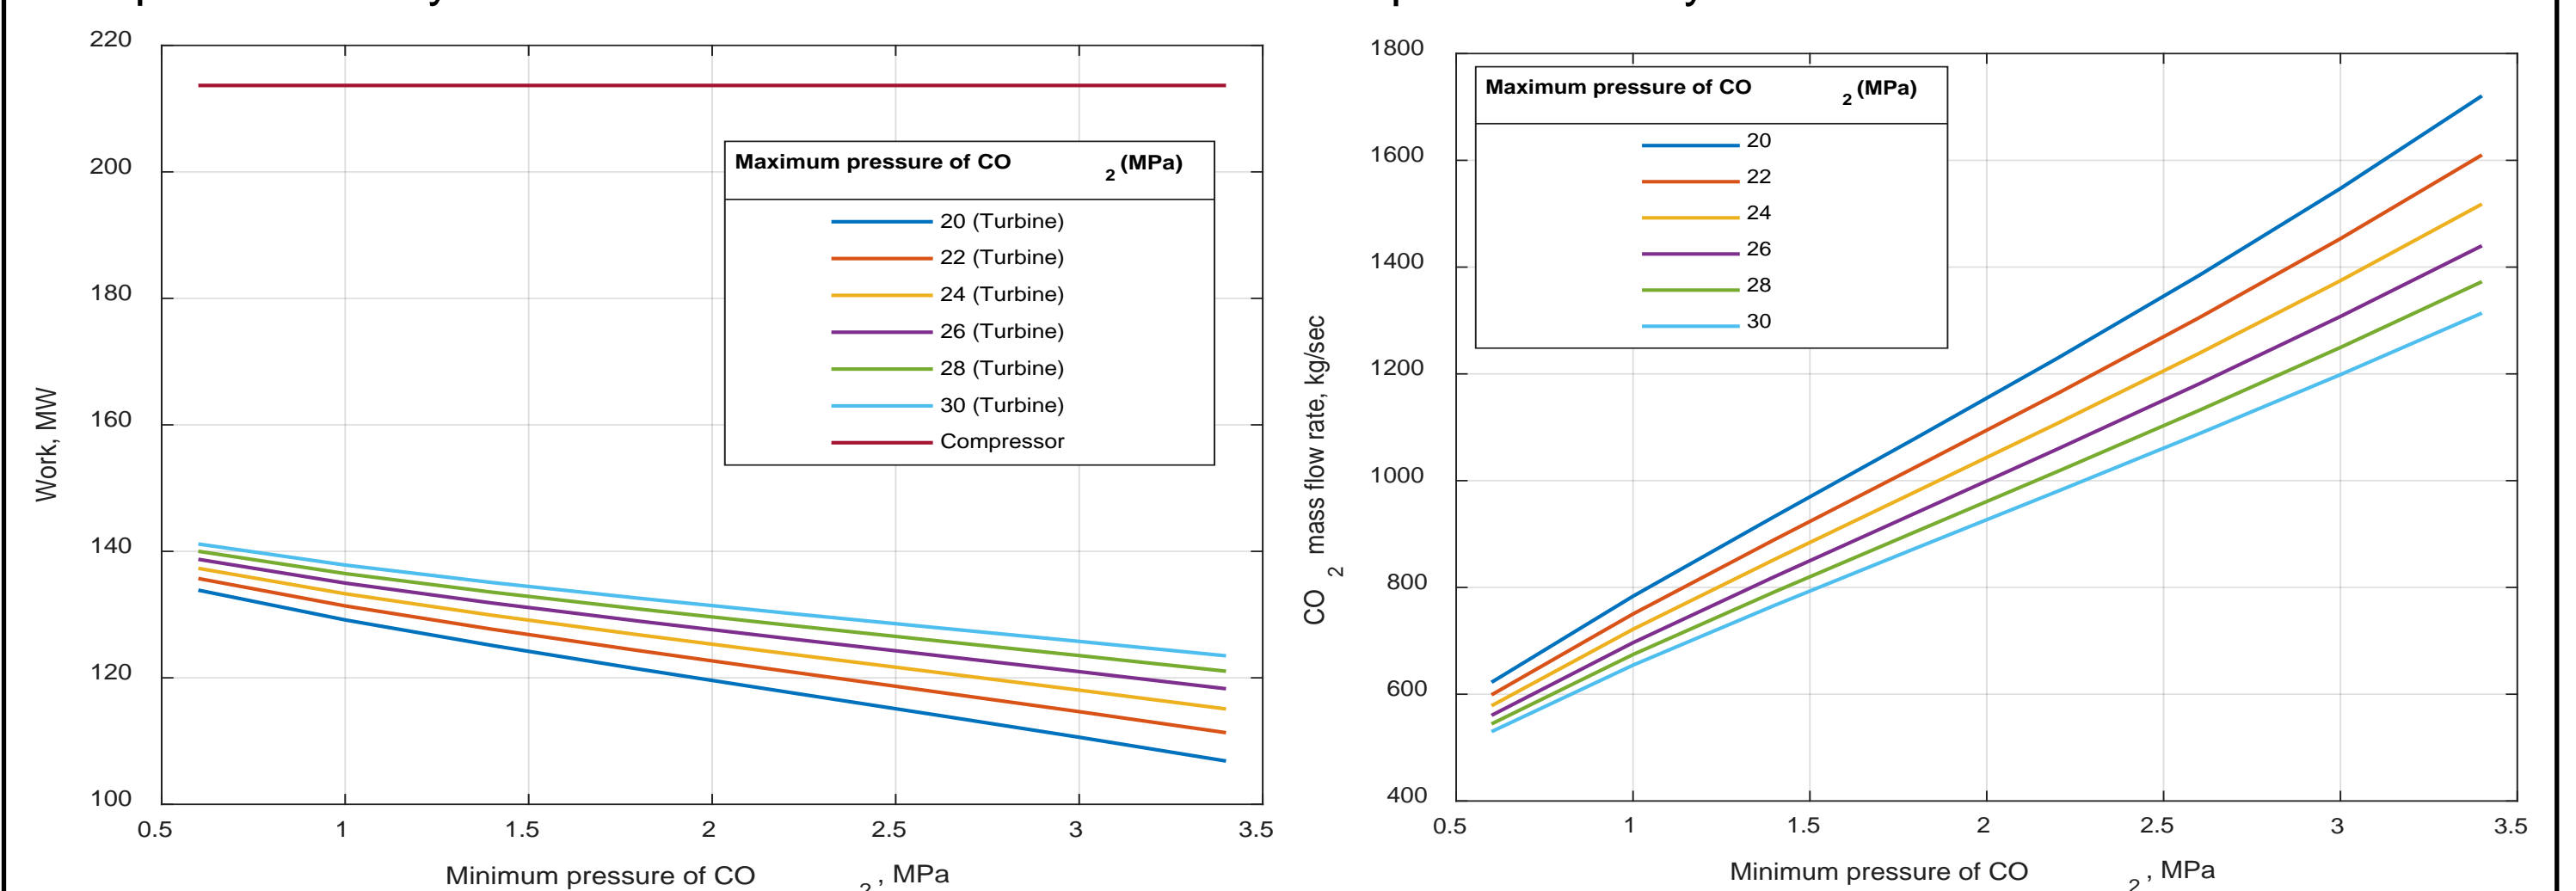 220
200
180
160
140
120
100
0.5 1 1.5 2 2.5 3 3.5
Work, MW
Minimum pressure of CO 2 , MPa
Maximum pressure of CO 2 (MPa)
20 (Turbine)
22 (Turbine)
24 (Turbine)
26 (Turbine)
28 (Turbine)
30 (Turbine)
Compressor
1800
1600
1400
1200
1000
800
600
400
0.5 1 1.5 2 2.5 3 3.5
CO 2 mass flow rate, kg/sec
Minimum pressure of CO 2 , MPa
Maximum pressure of CO 2 (MPa)
20
22
24
26
28
30